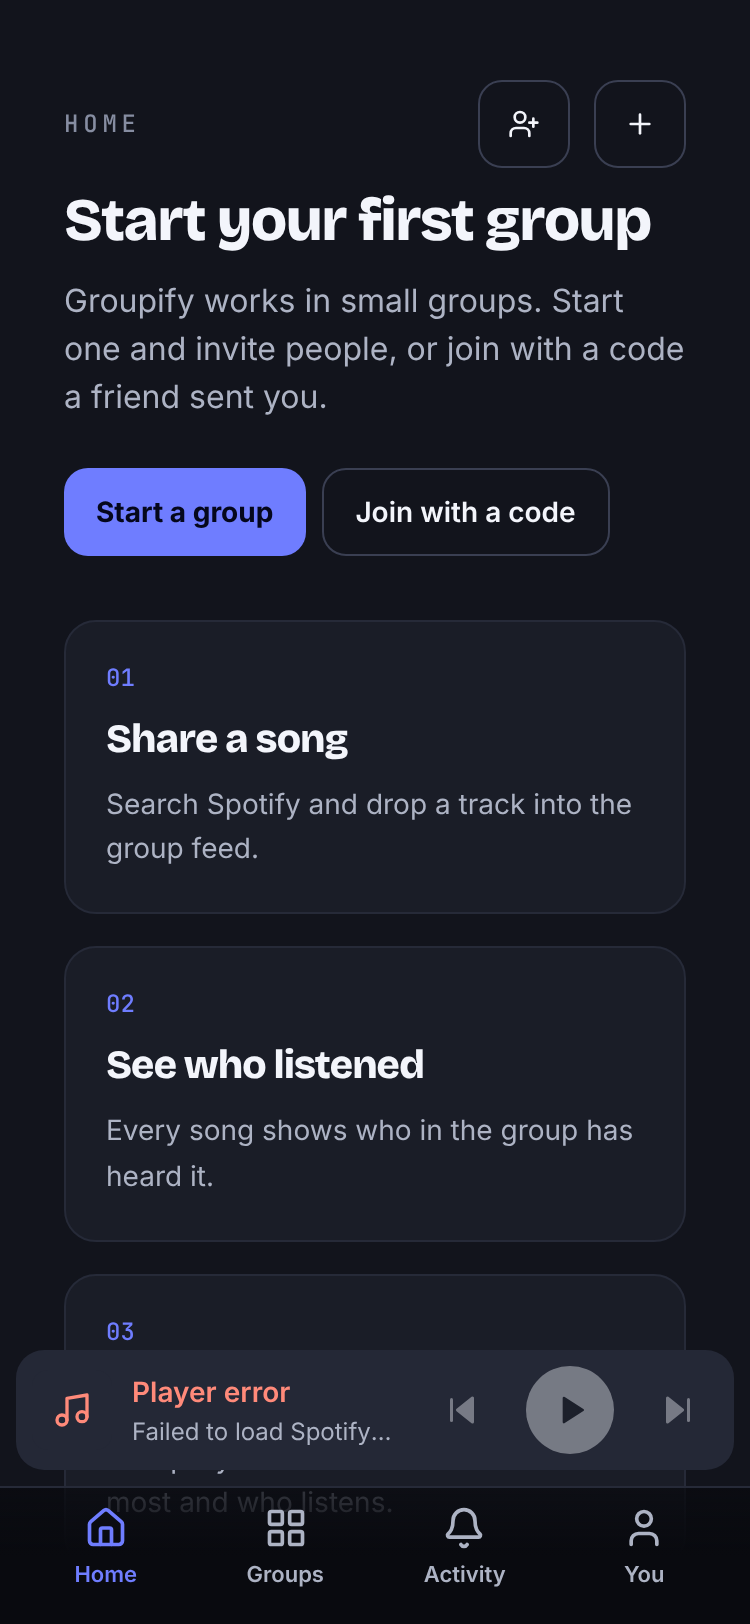 HOME
Start your first group
Groupify works in small groups. Start
one and invite people, or join with a code
a friend sent you.
Start a group
Join with a code
01
Share a song
Search Spotify and drop a track into the
group feed.
02
See who listened
Every song shows who in the group has
heard it.
03
Player error
Failed to load Spotify...
most and who listens.
Home
Groups
Activity
You